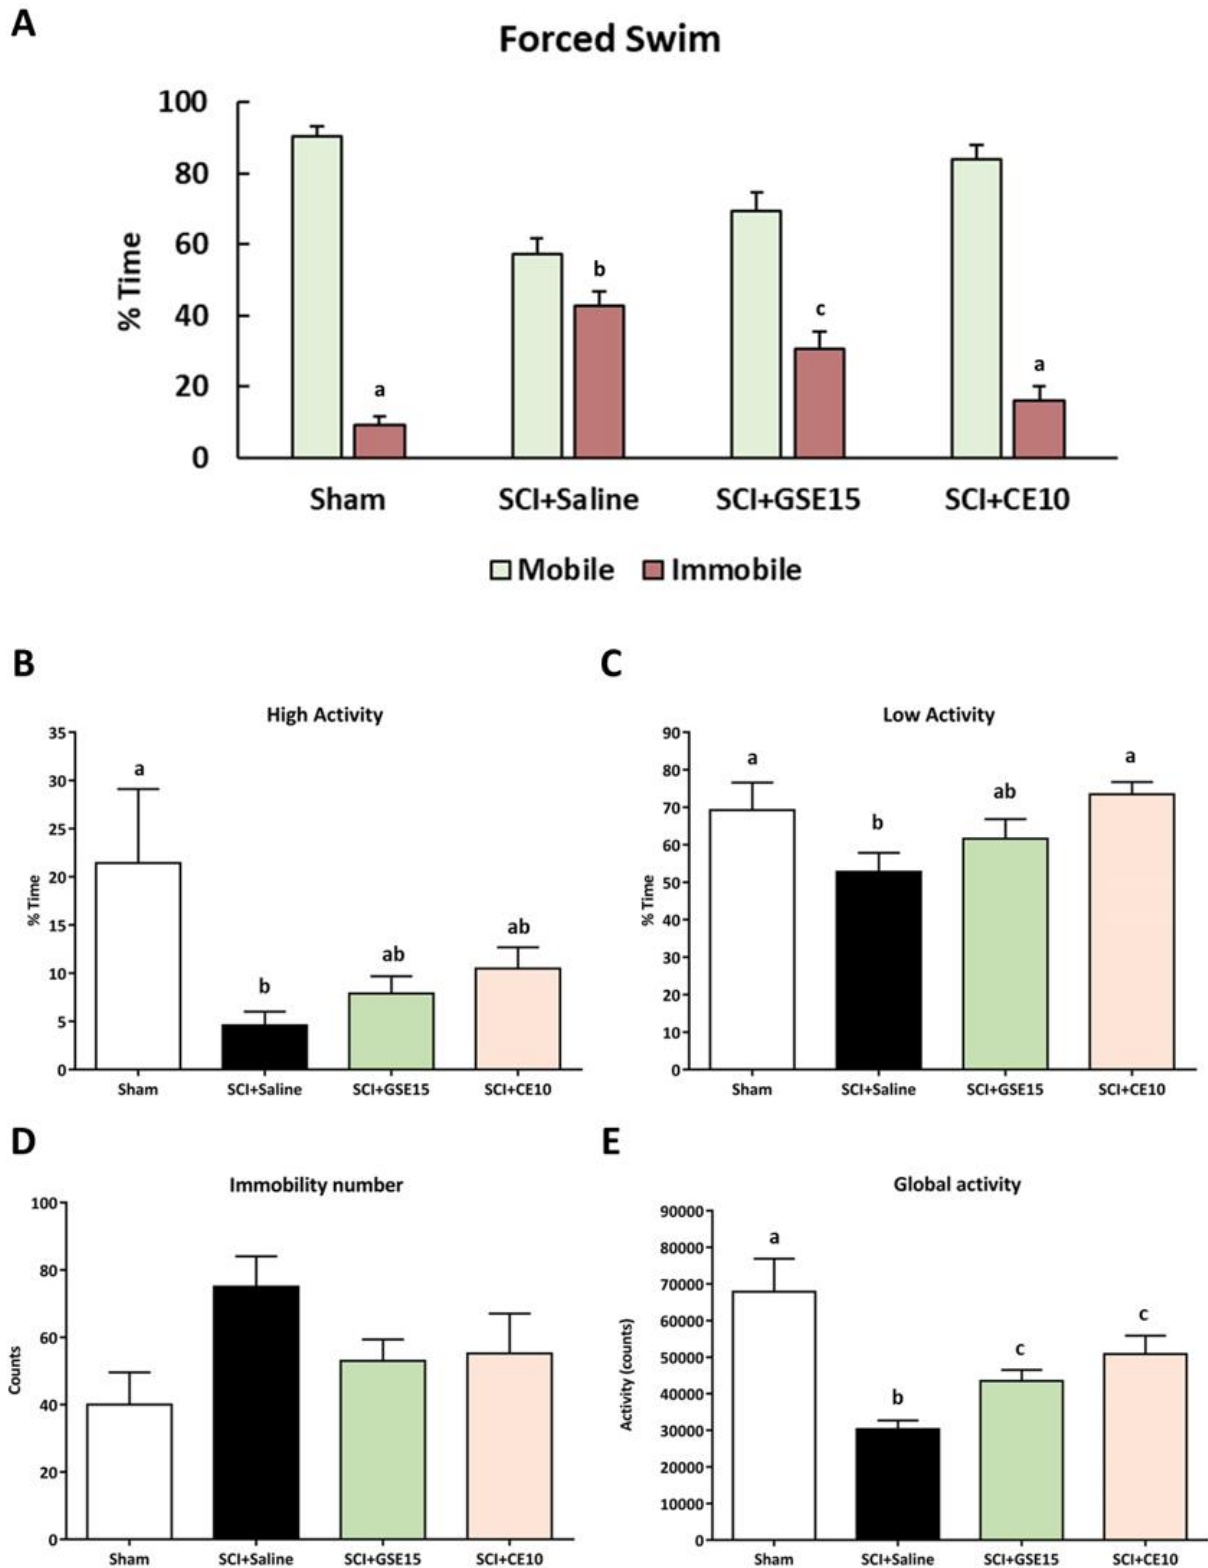 A
Forced Swim
100
80
60
40
20
0
% Time
a
b
c
a
Sham SCI+Saline SCI+GSE15 SCI+CE10
Mobile Immobile
B
High Activity
35
30
25
20
15
10
5
0
% Time
a
b
ab
ab
Sham SCI+Saline SCI+GSE15 SCI+CE10
C
Low Activity
90
80
70
60
50
40
30
20
10
0
% Time
a
b
ab
a
Sham SCI+Saline SCI+GSE15 SCI+CE10
D
Immobility number
100
80
60
40
20
0
Counts
Sham SCI+Saline SCI+GSE15 SCI+CE10
E
Global activity
90000
80000
70000
60000
50000
40000
30000
20000
10000
0
Activity (counts)
a
b
c
c
Sham SCI+Saline SCI+GSE15 SCI+CE10